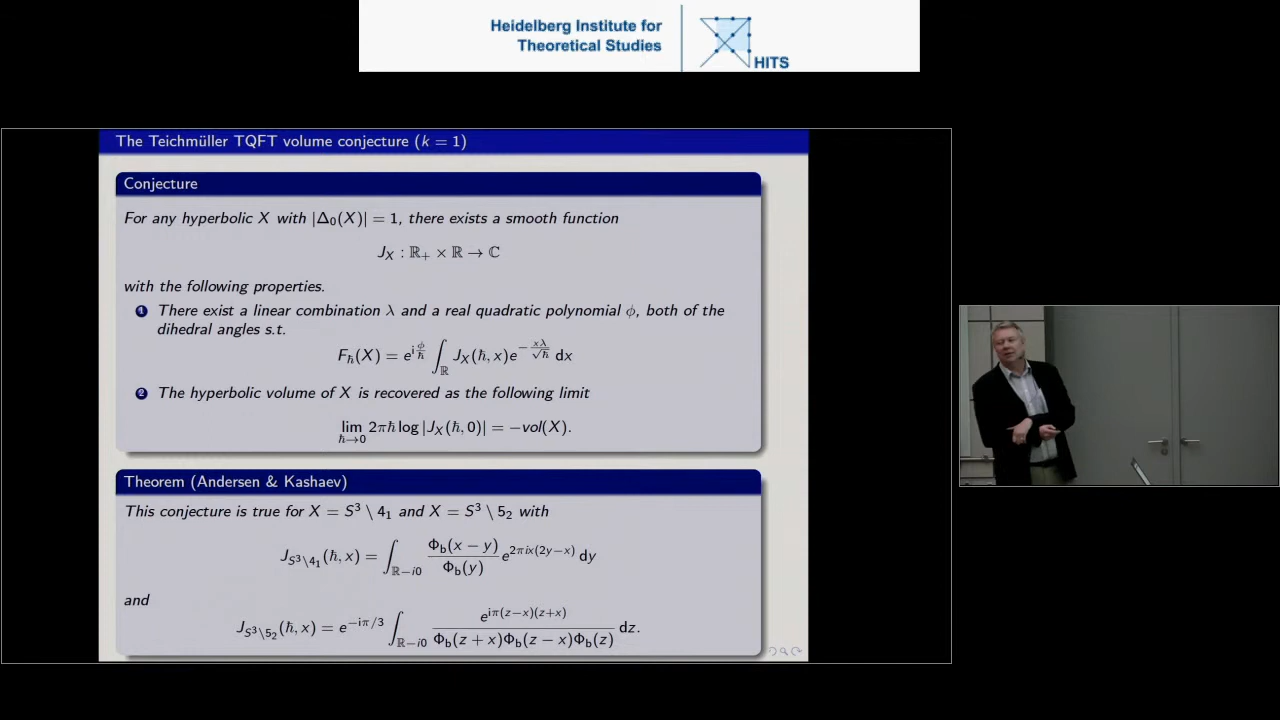 Heidelberg Institute for
Theoretical Studies
HITS
The Teichmüller TQFT volume conjecture (k = 1)
Conjecture
For any hyperbolic X with |Δ₀(X)| = 1, there exists a smooth function
J_X : ℝ₊ × ℝ → ℂ
with the following properties.
1 There exist a linear combination λ and a real quadratic polynomial ϕ, both of the
dihedral angles s.t.
F_ℏ(X) = e^{i ϕ/ℏ} ∫_ℝ J_X(ℏ, x) e^{−xλ/√ℏ} dx
2 The hyperbolic volume of X is recovered as the following limit
lim_{ℏ→0} 2πℏ log |J_X(ℏ, 0)| = −vol(X).
Theorem (Andersen & Kashaev)
This conjecture is true for X = S³ \ 4₁ and X = S³ \ 5₂ with
J_{S³\4₁}(ℏ, x) = ∫_{ℝ−i0} Φ_b(x − y)/Φ_b(y) e^{2πix(2y−x)} dy
and
J_{S³\5₂}(ℏ, x) = e^{−iπ/3} ∫_{ℝ−i0} e^{iπ(z−x)(z+x)}/(Φ_b(z + x)Φ_b(z − x)Φ_b(z)) dz.